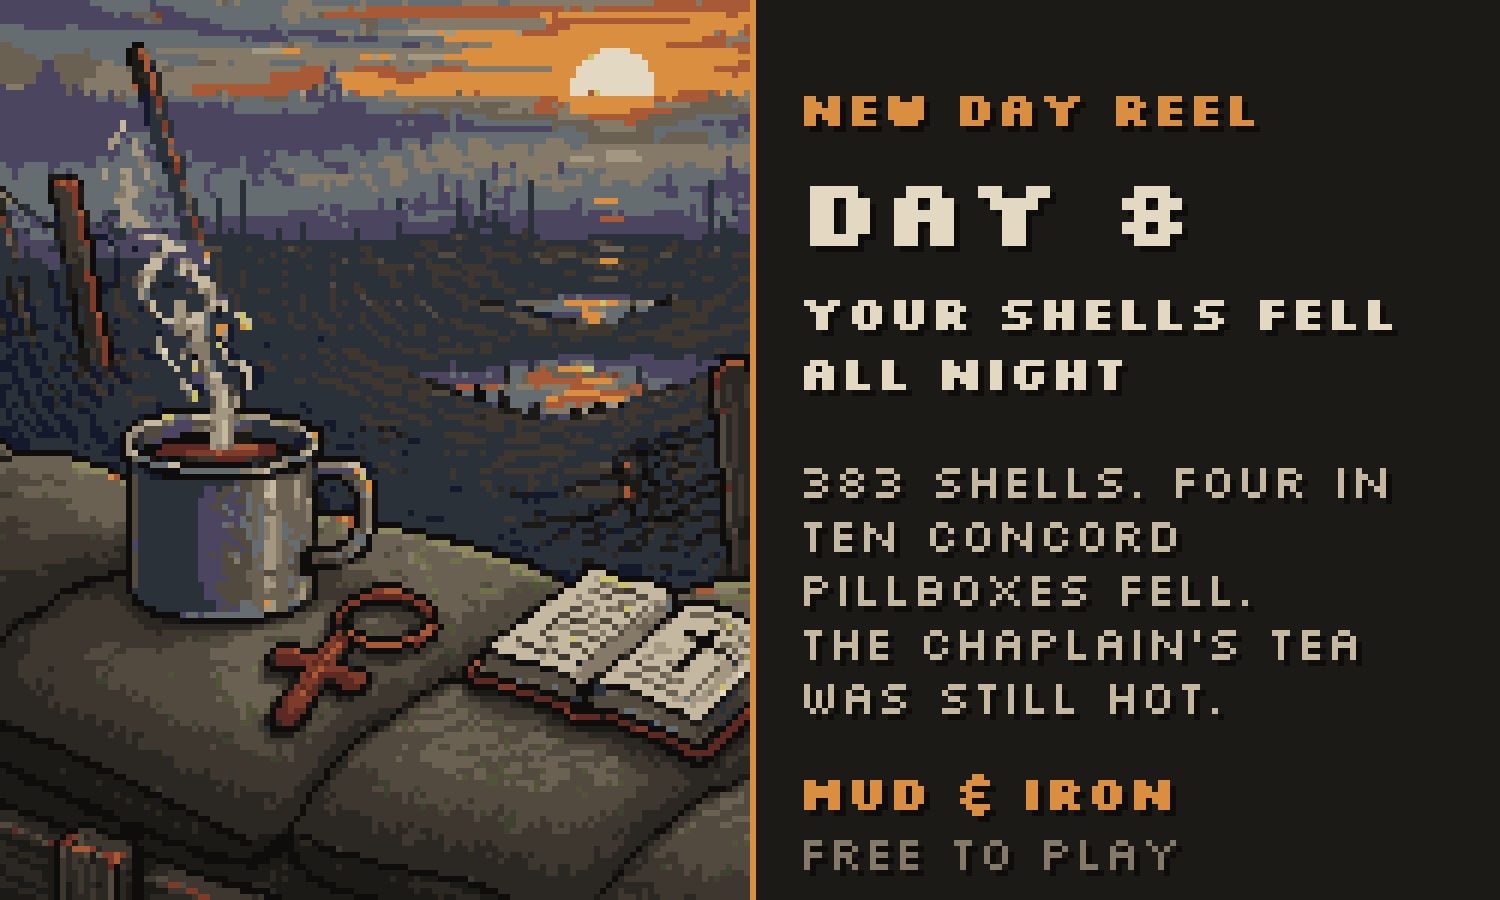 NEW DAY REEL
DAY 8
YOUR SHELLS FELL
ALL NIGHT
383 SHELLS. FOUR IN
TEN CONCORD
PILLBOXES FELL.
THE CHAPLAIN'S TEA
WAS STILL HOT.
MUD & IRON
FREE TO PLAY